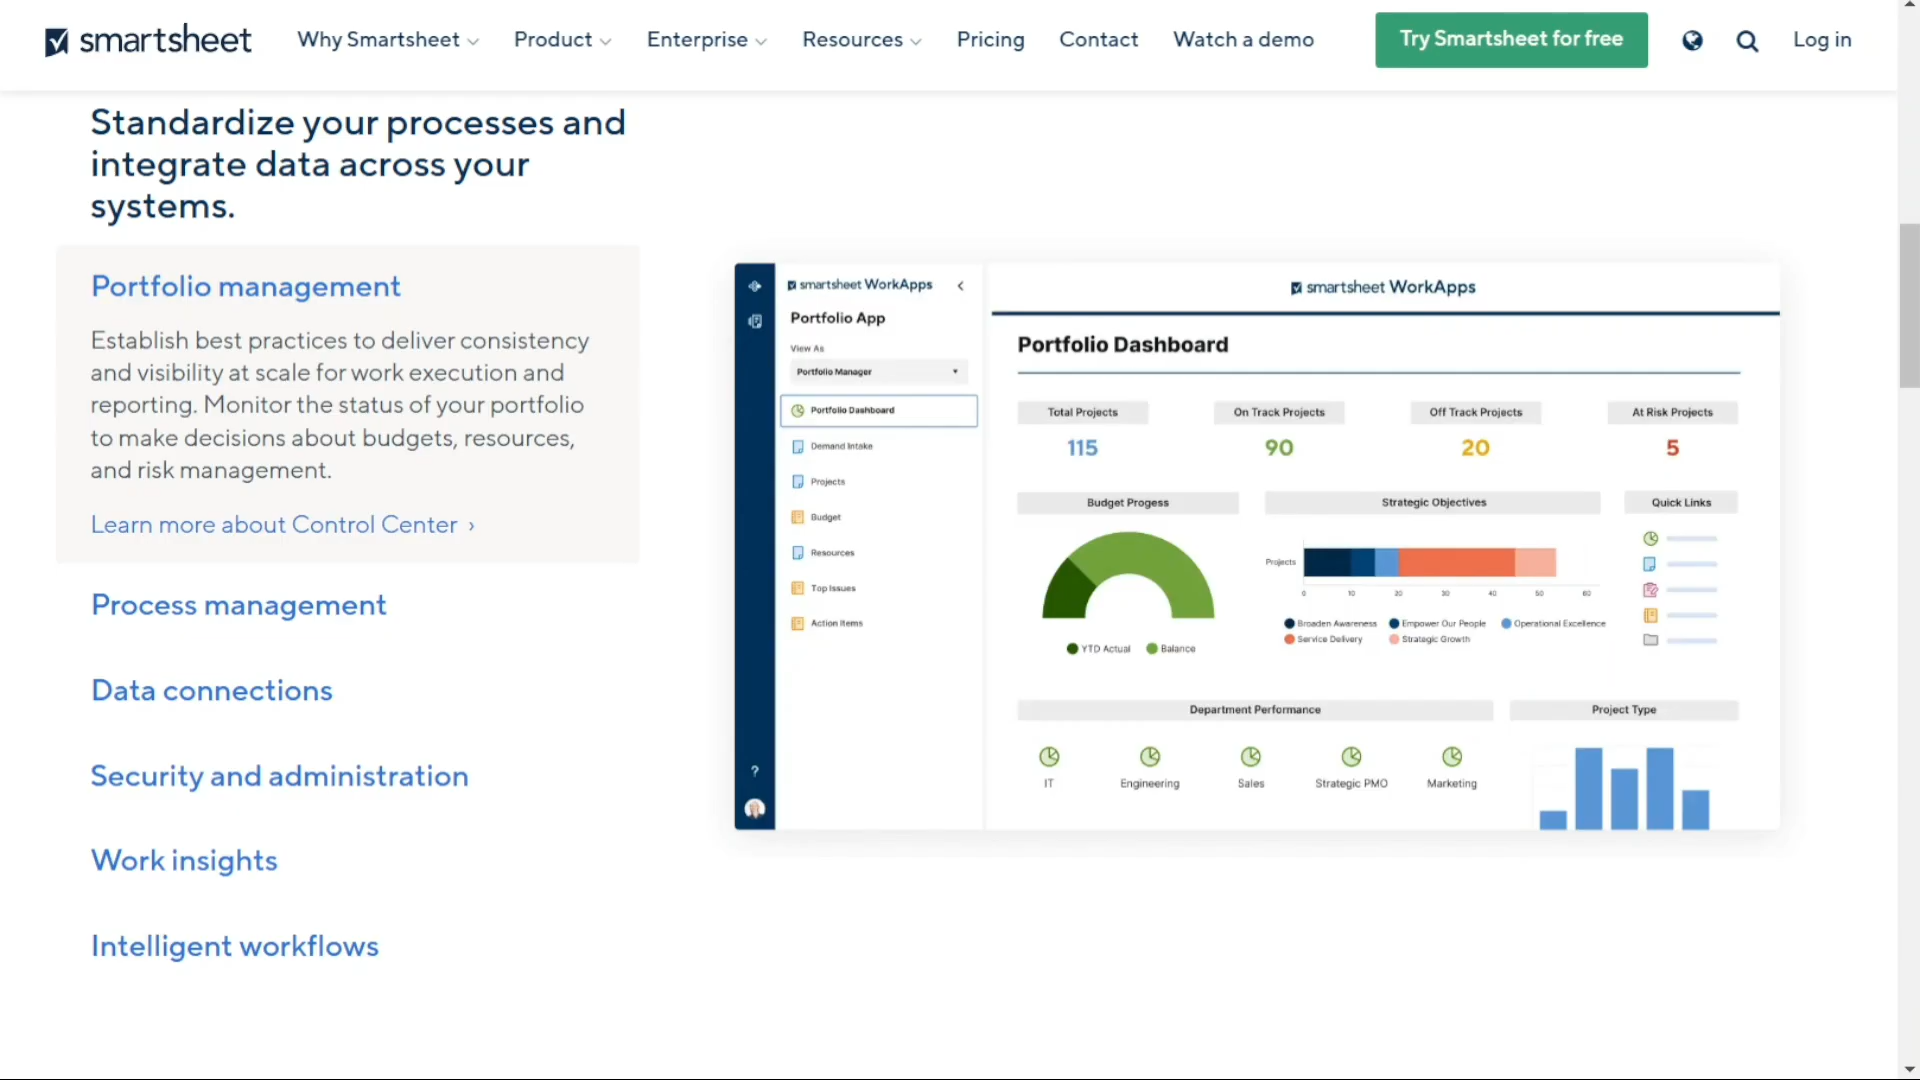 smartsheet
Why Smartsheet
Product
Enterprise
Resources
Pricing
Contact
Watch a demo
Try Smartsheet for free
Log in
Standardize your processes and
integrate data across your
systems.
Portfolio management
Establish best practices to deliver consistency
and visibility at scale for work execution and
reporting. Monitor the status of your portfolio
to make decisions about budgets, resources,
and risk management.
Learn more about Control Center ›
Process management
Data connections
Security and administration
Work insights
Intelligent workflows
smartsheet WorkApps
Portfolio App
View As
Portfolio Manager
Portfolio Dashboard
Demand Intake
Projects
Budget
Resources
Top Issues
Action Items
?
smartsheet WorkApps
Portfolio Dashboard
Total Projects
On Track Projects
Off Track Projects
At Risk Projects
115
90
20
5
Budget Progess
Strategic Objectives
Quick Links
Projects
0 10 20 30 40 50 60
Broaden Awareness
Empower Our People
Operational Excellence
Service Delivery
Strategic Growth
YTD Actual
Balance
Department Performance
Project Type
IT
Engineering
Sales
Strategic PMO
Marketing